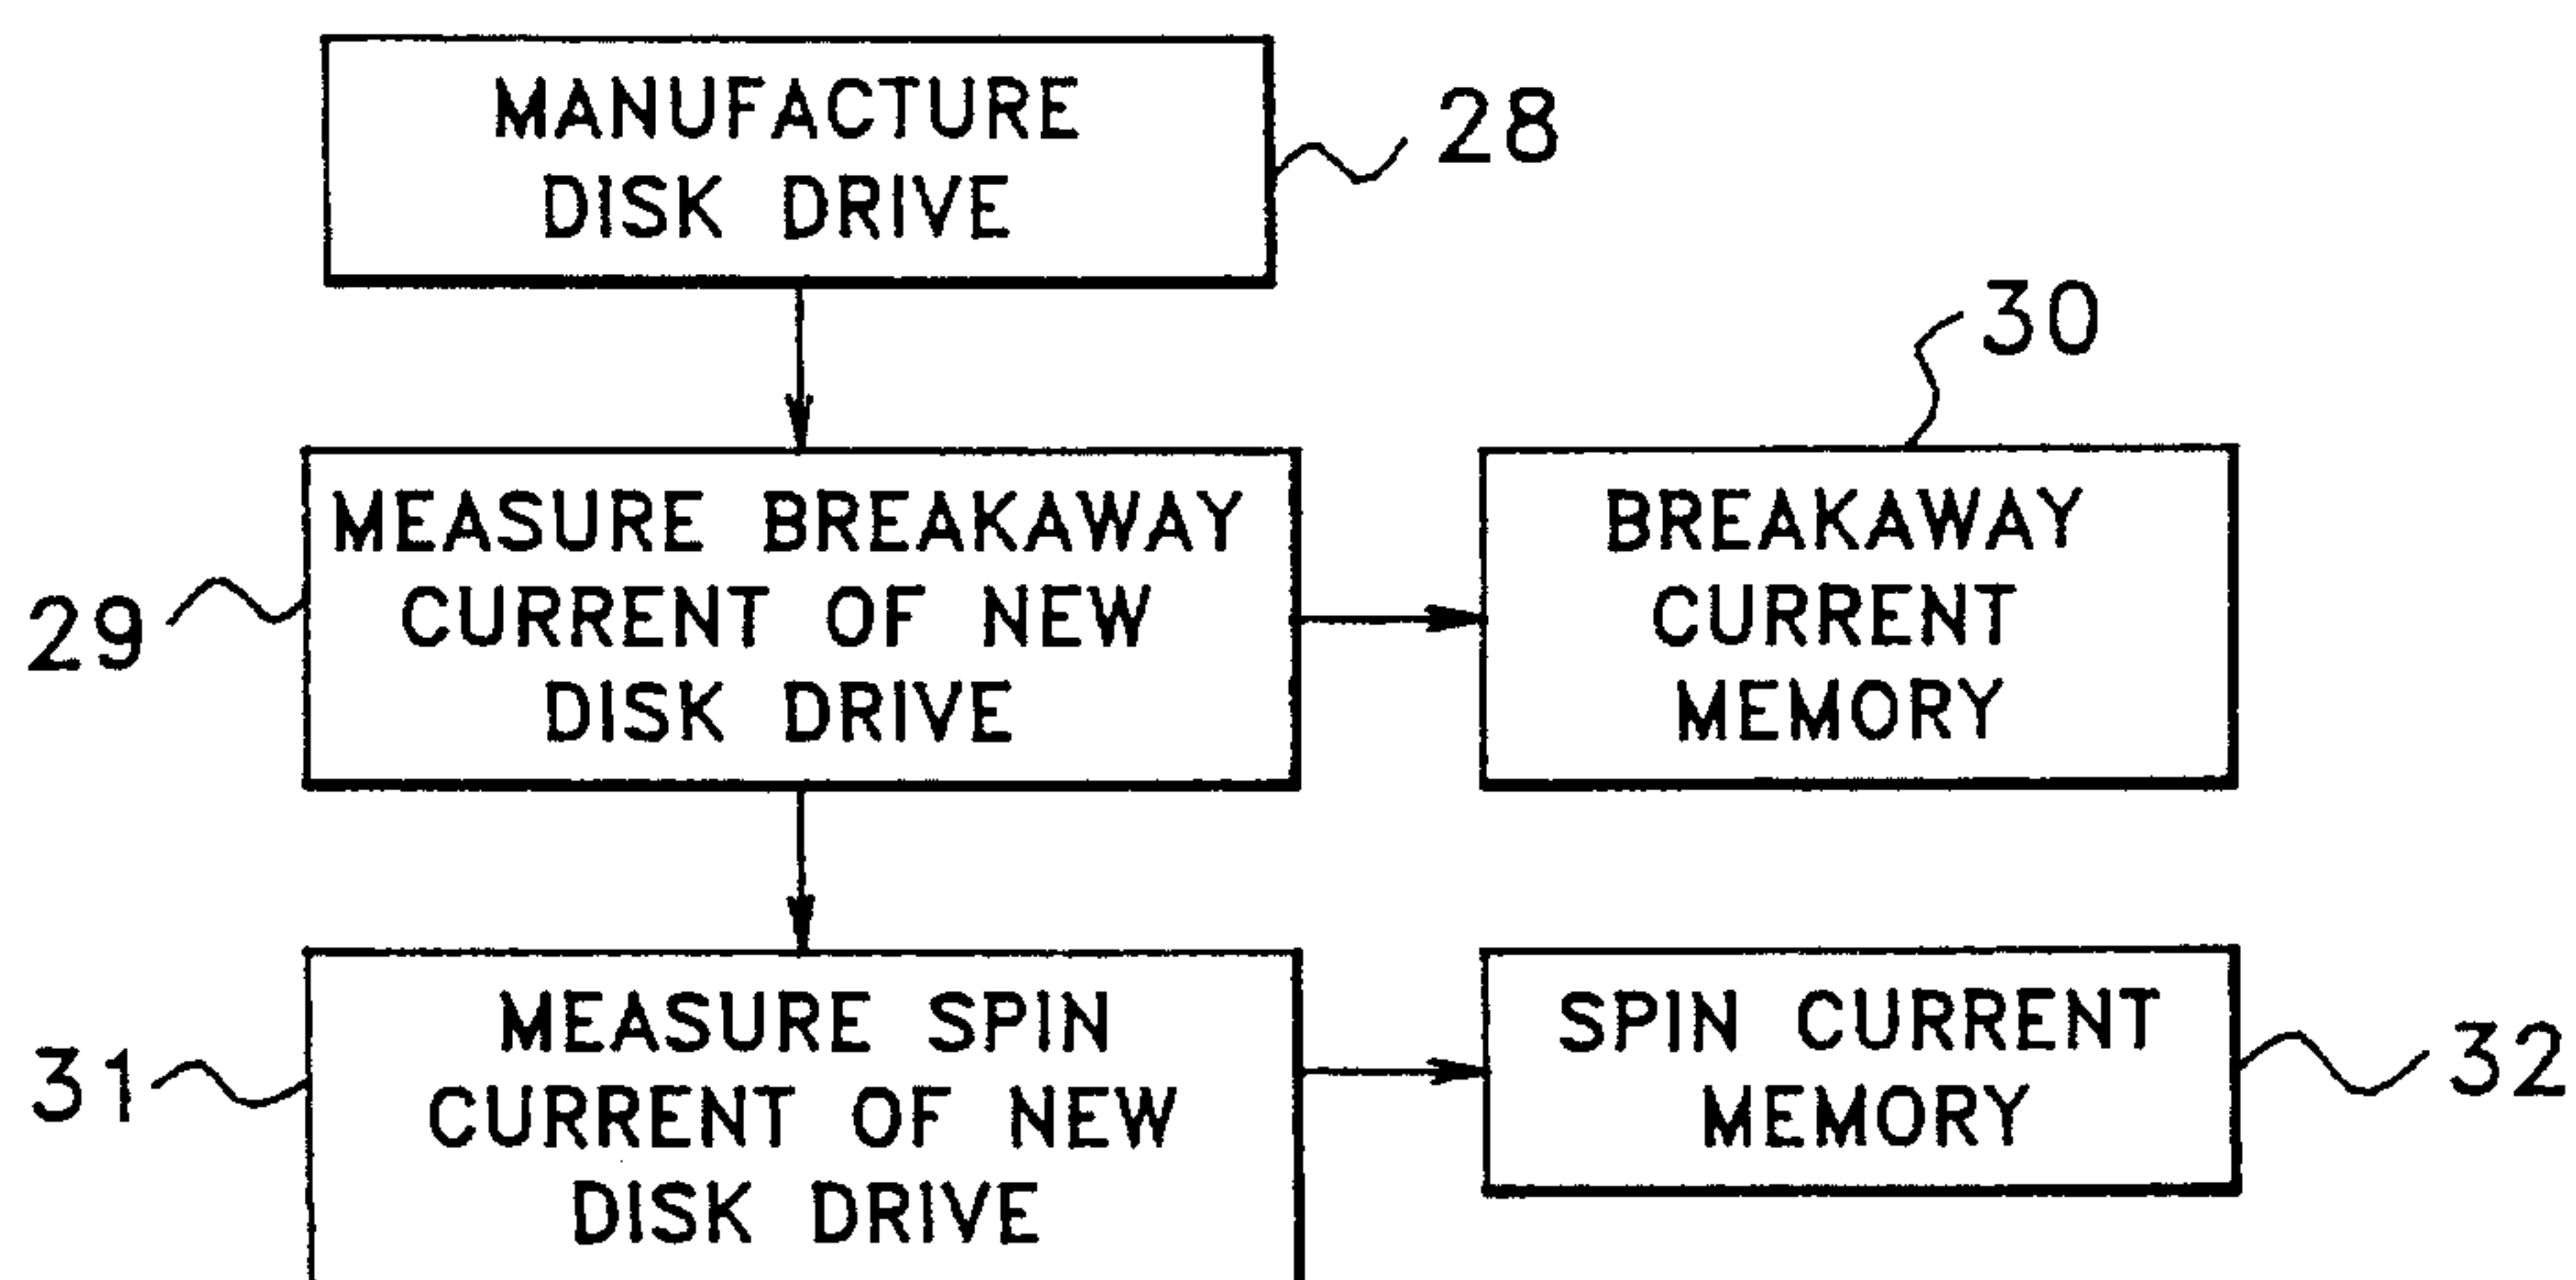 MANUFACTURE
DISK DRIVE
28
30
MEASURE BREAKAWAY
CURRENT OF NEW
DISK DRIVE
29
BREAKAWAY
CURRENT
MEMORY
MEASURE SPIN
CURRENT OF NEW
DISK DRIVE
31
SPIN CURRENT
MEMORY
32